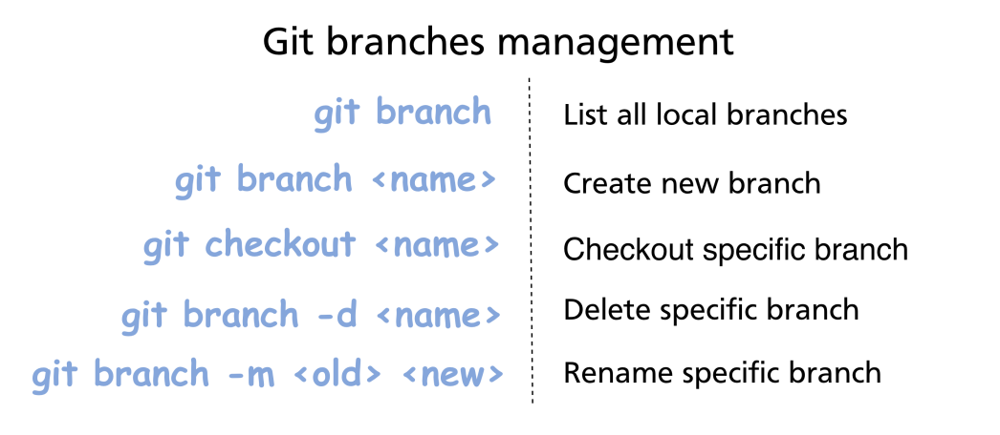 Git branches management
git branch List all local branches
git branch <name> Create new branch
git checkout <name> Checkout specific branch
git branch -d <name> Delete specific branch
git branch -m <old> <new> Rename specific branch